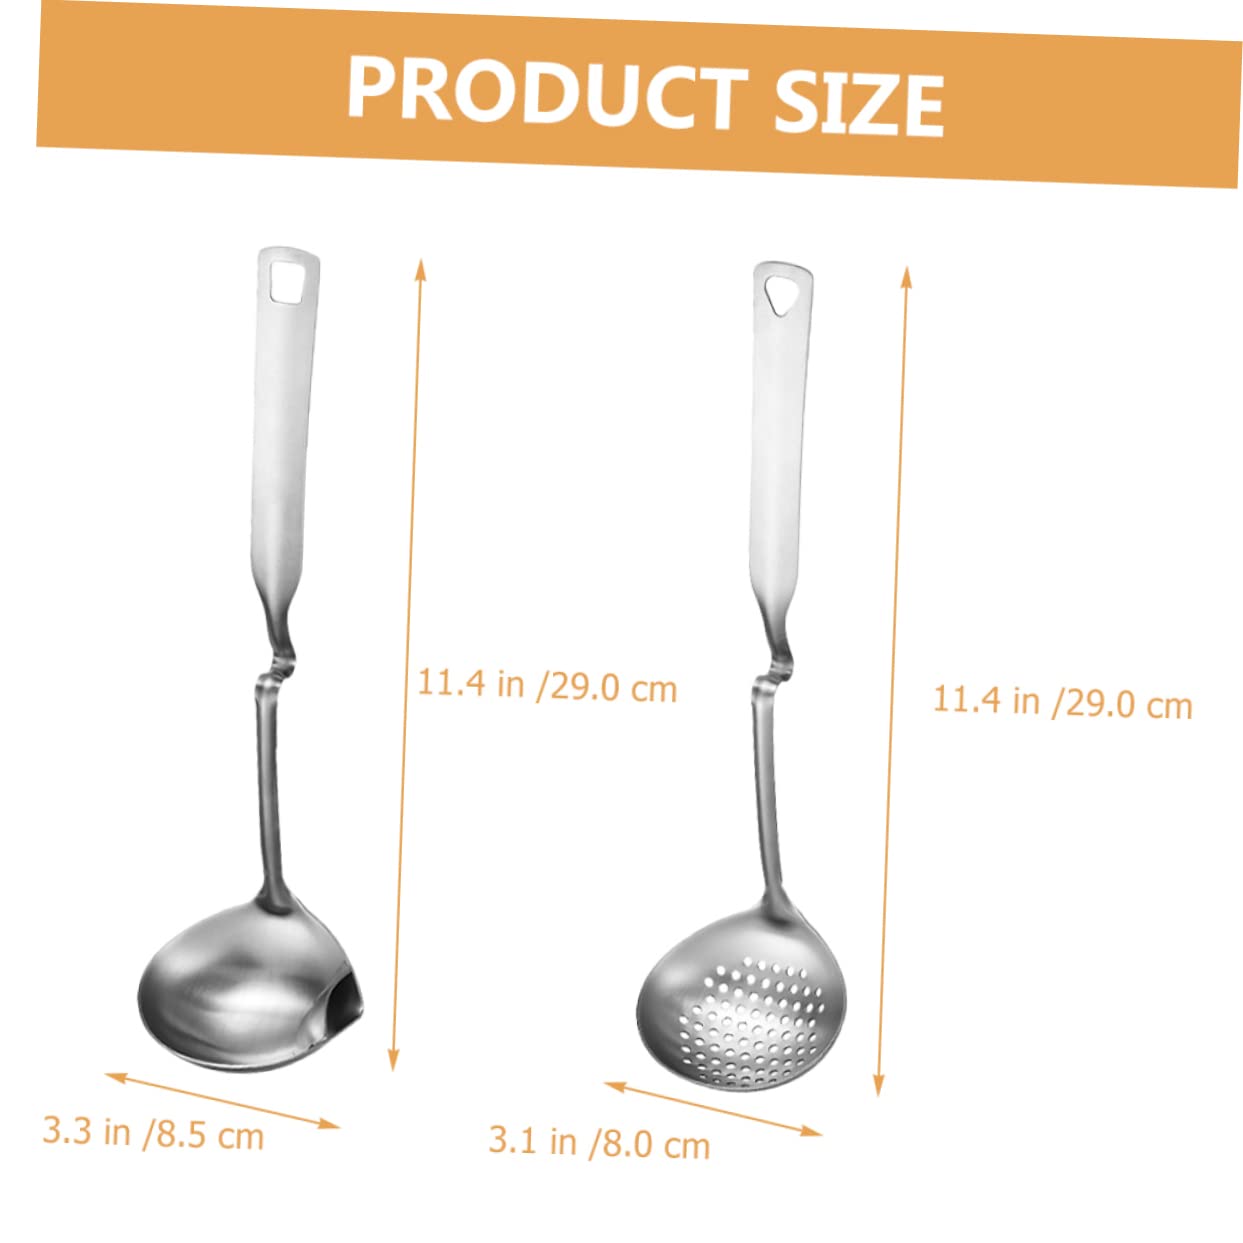 PRODUCT SIZE
11.4 in /29.0 cm
11.4 in /29.0 cm
3.3 in /8.5 cm
3.1 in /8.0 cm